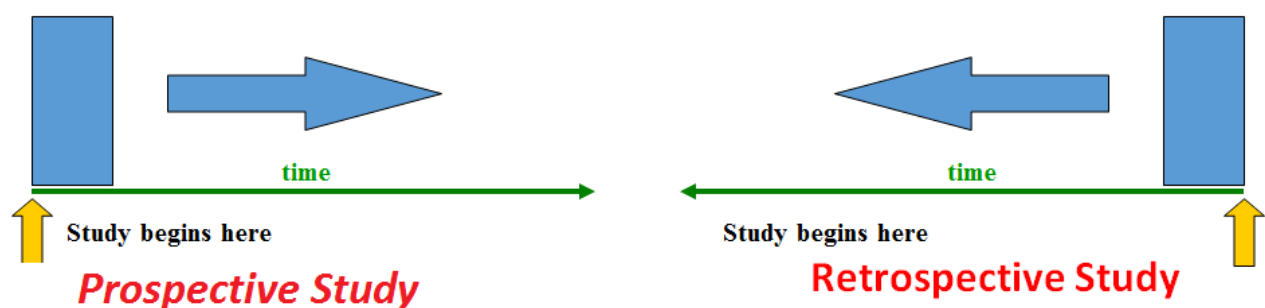 time
Study begins here
Prospective Study
time
Study begins here
Retrospective Study